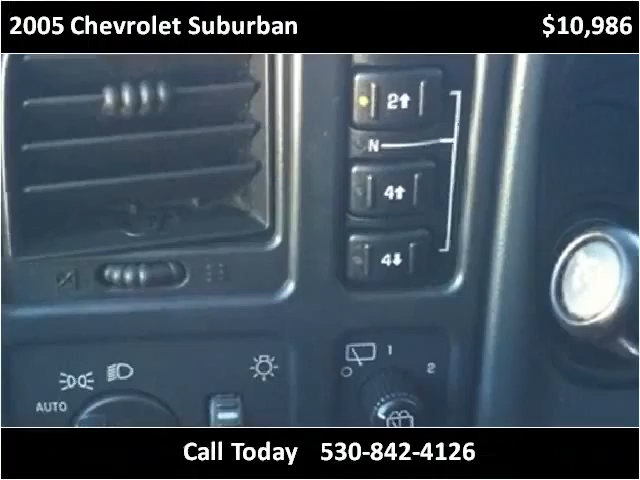 2005 Chevrolet Suburban $10,986
2↑
N
4↑
4↓
1
2
AUTO
Call Today 530-842-4126